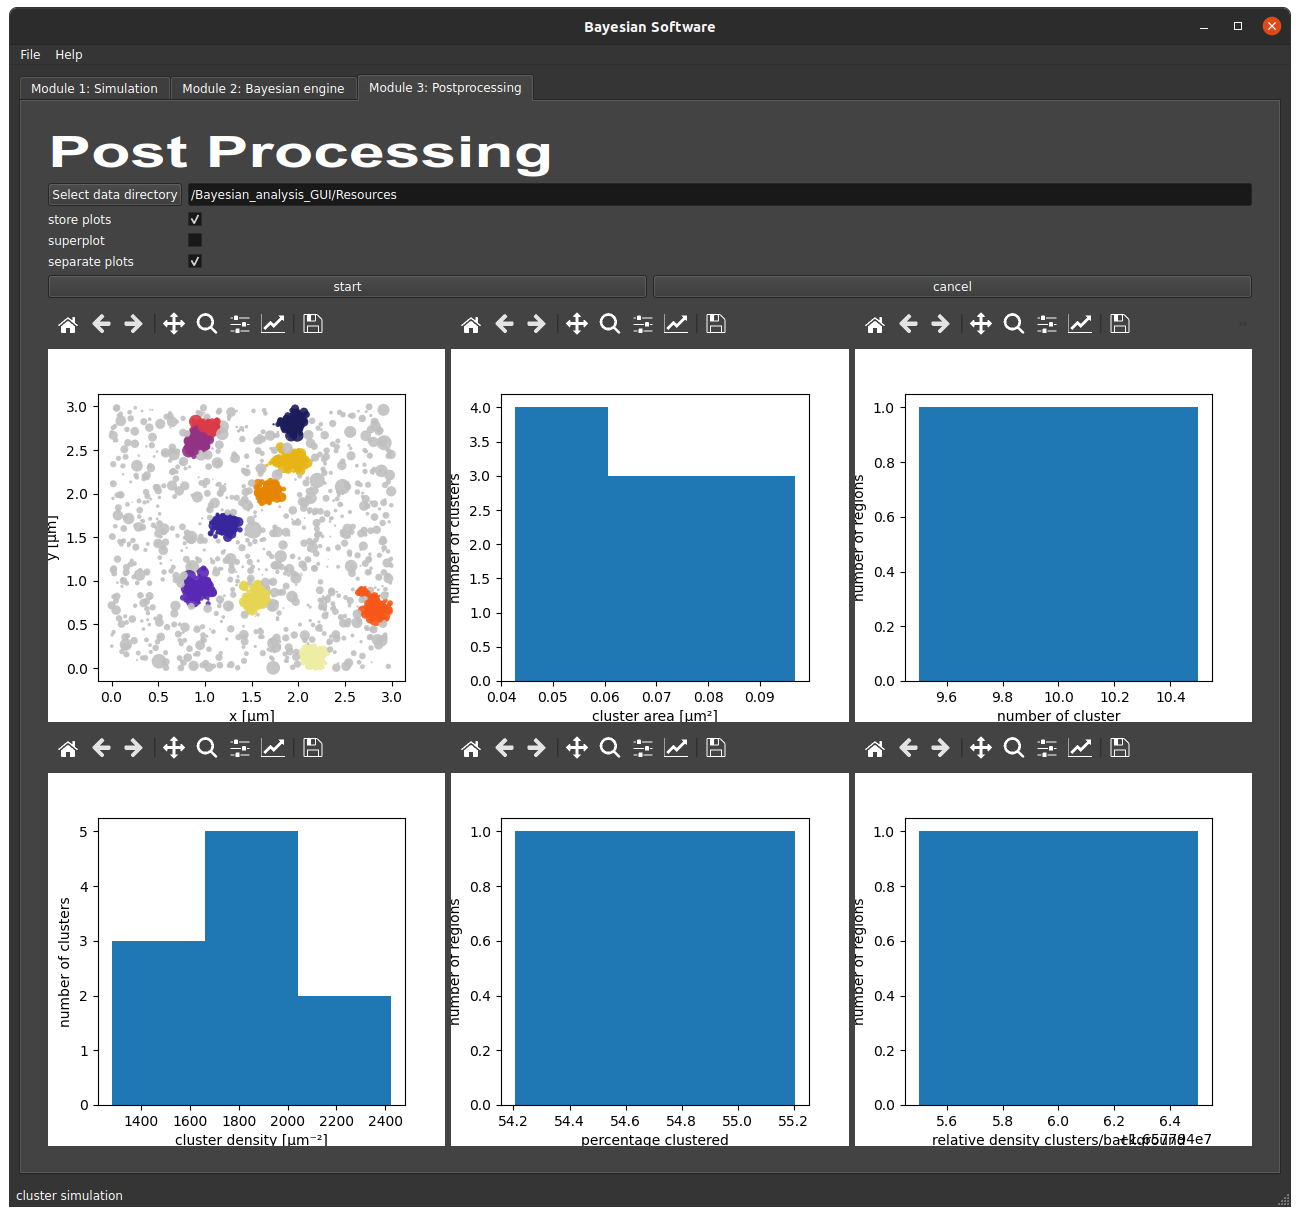 Bayesian Software
File Help
Module 1: Simulation Module 2: Bayesian engine Module 3: Postprocessing
Post Processing
Select data directory /Bayesian_analysis_GUI/Resources
store plots
superplot
separate plots
start cancel
3.0
2.5
2.0
1.5
1.0
0.5
0.0
y [µm]
0.0 0.5 1.0 1.5 2.0 2.5 3.0
x [µm]
4.0
3.5
3.0
2.5
2.0
1.5
1.0
0.5
0.0
number of clusters
0.04 0.05 0.06 0.07 0.08 0.09
cluster area [µm²]
1.0
0.8
0.6
0.4
0.2
0.0
number of regions
9.6 9.8 10.0 10.2 10.4
number of cluster
5
4
3
2
1
0
number of clusters
1400 1600 1800 2000 2200 2400
cluster density [µm⁻²]
1.0
0.8
0.6
0.4
0.2
0.0
number of regions
54.2 54.4 54.6 54.8 55.0 55.2
percentage clustered
1.0
0.8
0.6
0.4
0.2
0.0
number of regions
5.6 5.8 6.0 6.2 6.4
relative density clusters/background
+1.657794e7
cluster simulation